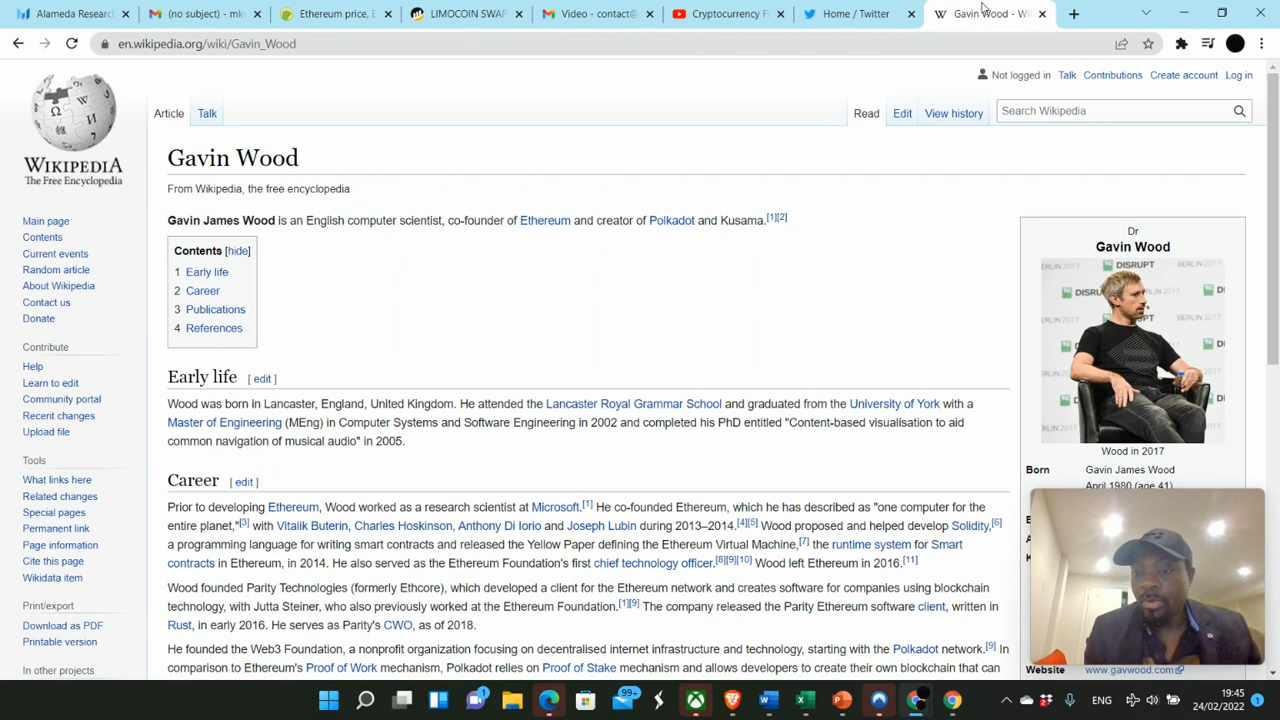 Alameda Research
(no subject) - mko
Ethereum price, E
LIMOCOIN SWAP
Video - contact@
Cryptocurrency F
Home / Twitter
Gavin Wood - Wi
en.wikipedia.org/wiki/Gavin_Wood
Not logged in Talk Contributions Create account Log in
Article Talk
Read Edit View history
Search Wikipedia
WIKIPEDIA
The Free Encyclopedia
Main page
Contents
Current events
Random article
About Wikipedia
Contact us
Donate
Contribute
Help
Learn to edit
Community portal
Recent changes
Upload file
Tools
What links here
Related changes
Special pages
Permanent link
Page information
Cite this page
Wikidata item
Print/export
Download as PDF
Printable version
In other projects
Gavin Wood
From Wikipedia, the free encyclopedia
Gavin James Wood is an English computer scientist, co-founder of Ethereum and creator of Polkadot and Kusama.[1][2]
Contents [hide]
1 Early life
2 Career
3 Publications
4 References
Early life [ edit ]
Wood was born in Lancaster, England, United Kingdom. He attended the Lancaster Royal Grammar School and graduated from the University of York with a
Master of Engineering (MEng) in Computer Systems and Software Engineering in 2002 and completed his PhD entitled "Content-based visualisation to aid
common navigation of musical audio" in 2005.
Career [ edit ]
Prior to developing Ethereum, Wood worked as a research scientist at Microsoft.[1] He co-founded Ethereum, which he has described as "one computer for the
entire planet,"[3] with Vitalik Buterin, Charles Hoskinson, Anthony Di Iorio and Joseph Lubin during 2013–2014.[4][5] Wood proposed and helped develop Solidity,[6]
a programming language for writing smart contracts and released the Yellow Paper defining the Ethereum Virtual Machine,[7] the runtime system for Smart
contracts in Ethereum, in 2014. He also served as the Ethereum Foundation's first chief technology officer.[8][9][10] Wood left Ethereum in 2016.[11]
Wood founded Parity Technologies (formerly Ethcore), which developed a client for the Ethereum network and creates software for companies using blockchain
technology, with Jutta Steiner, who also previously worked at the Ethereum Foundation.[1][9] The company released the Parity Ethereum software client, written in
Rust, in early 2016. He serves as Parity's CWO, as of 2018.
He founded the Web3 Foundation, a nonprofit organization focusing on decentralised internet infrastructure and technology, starting with the Polkadot network.[9] In
comparison to Ethereum's Proof of Work mechanism, Polkadot relies on Proof of Stake mechanism and allows developers to create their own blockchain that can
Dr
Gavin Wood
BERLIN 2017 DISRUPT BERLIN 2017
Wood in 2017
Born Gavin James Wood
April 1980 (age 41)
Website www.gavwood.com
1
99+
2
ENG
19:45
24/02/2022
1